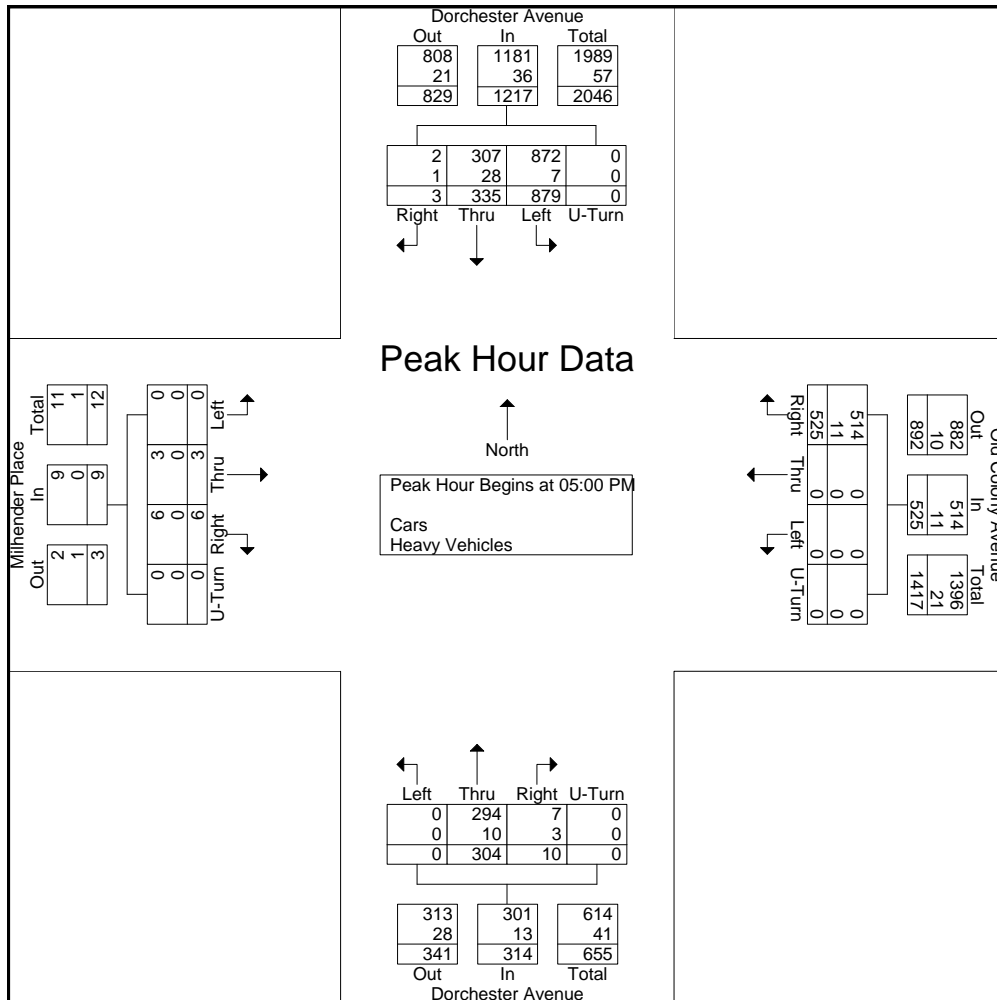 Dorchester Avenue
Out In Total
808 1181 1989
21 36 57
829 1217 2046
2 307 872 0
1 28 7 0
3 335 879 0
Right Thru Left U-Turn
Peak Hour Data
North
Peak Hour Begins at 05:00 PM
Cars
Heavy Vehicles
Milhender Place
Out In Total
2 9 11
1 0 1
3 9 12
0 6 3 0
0 0 0 0
0 6 3 0
U-Turn Right Thru Left
Old Colony Avenue
Out In Total
882 514 1396
10 11 21
892 525 1417
514 0 0 0
11 0 0 0
525 0 0 0
Right Thru Left U-Turn
Left Thru Right U-Turn
0 294 7 0
0 10 3 0
0 304 10 0
313 301 614
28 13 41
341 314 655
Out In Total
Dorchester Avenue